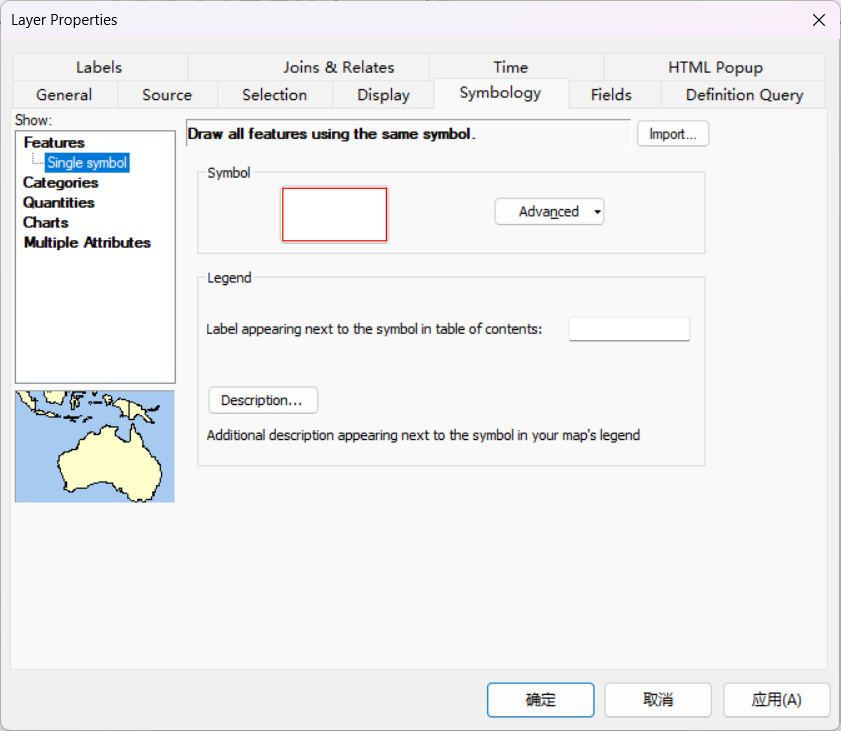 Layer Properties
Labels Joins & Relates Time HTML Popup
General Source Selection Display Symbology Fields Definition Query
Show:
Features
Single symbol
Categories
Quantities
Charts
Multiple Attributes
Draw all features using the same symbol.
Import...
Symbol
Advanced
Legend
Label appearing next to the symbol in table of contents:
Description...
Additional description appearing next to the symbol in your map's legend
确定 取消 应用(A)